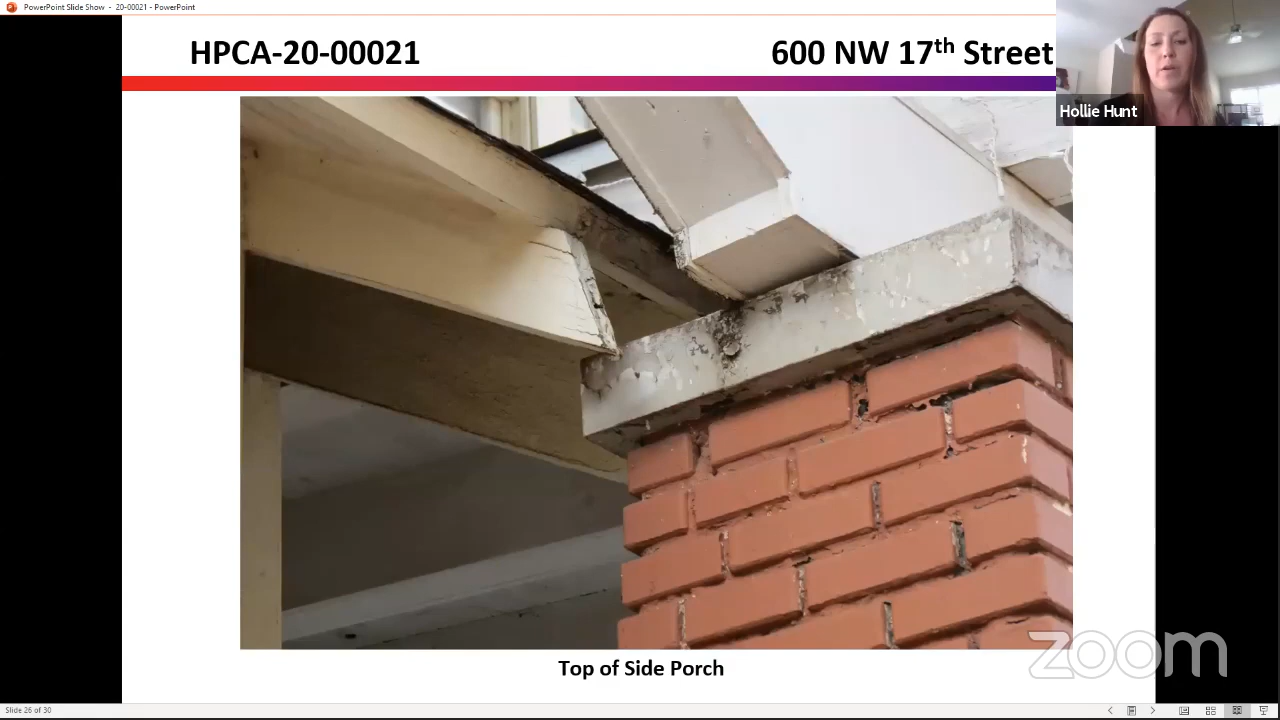 PowerPoint Slide Show - 20-00021 - PowerPoint
HPCA-20-00021
600 NW 17th Street
Hollie Hunt
Top of Side Porch
zoom
Slide 26 of 30